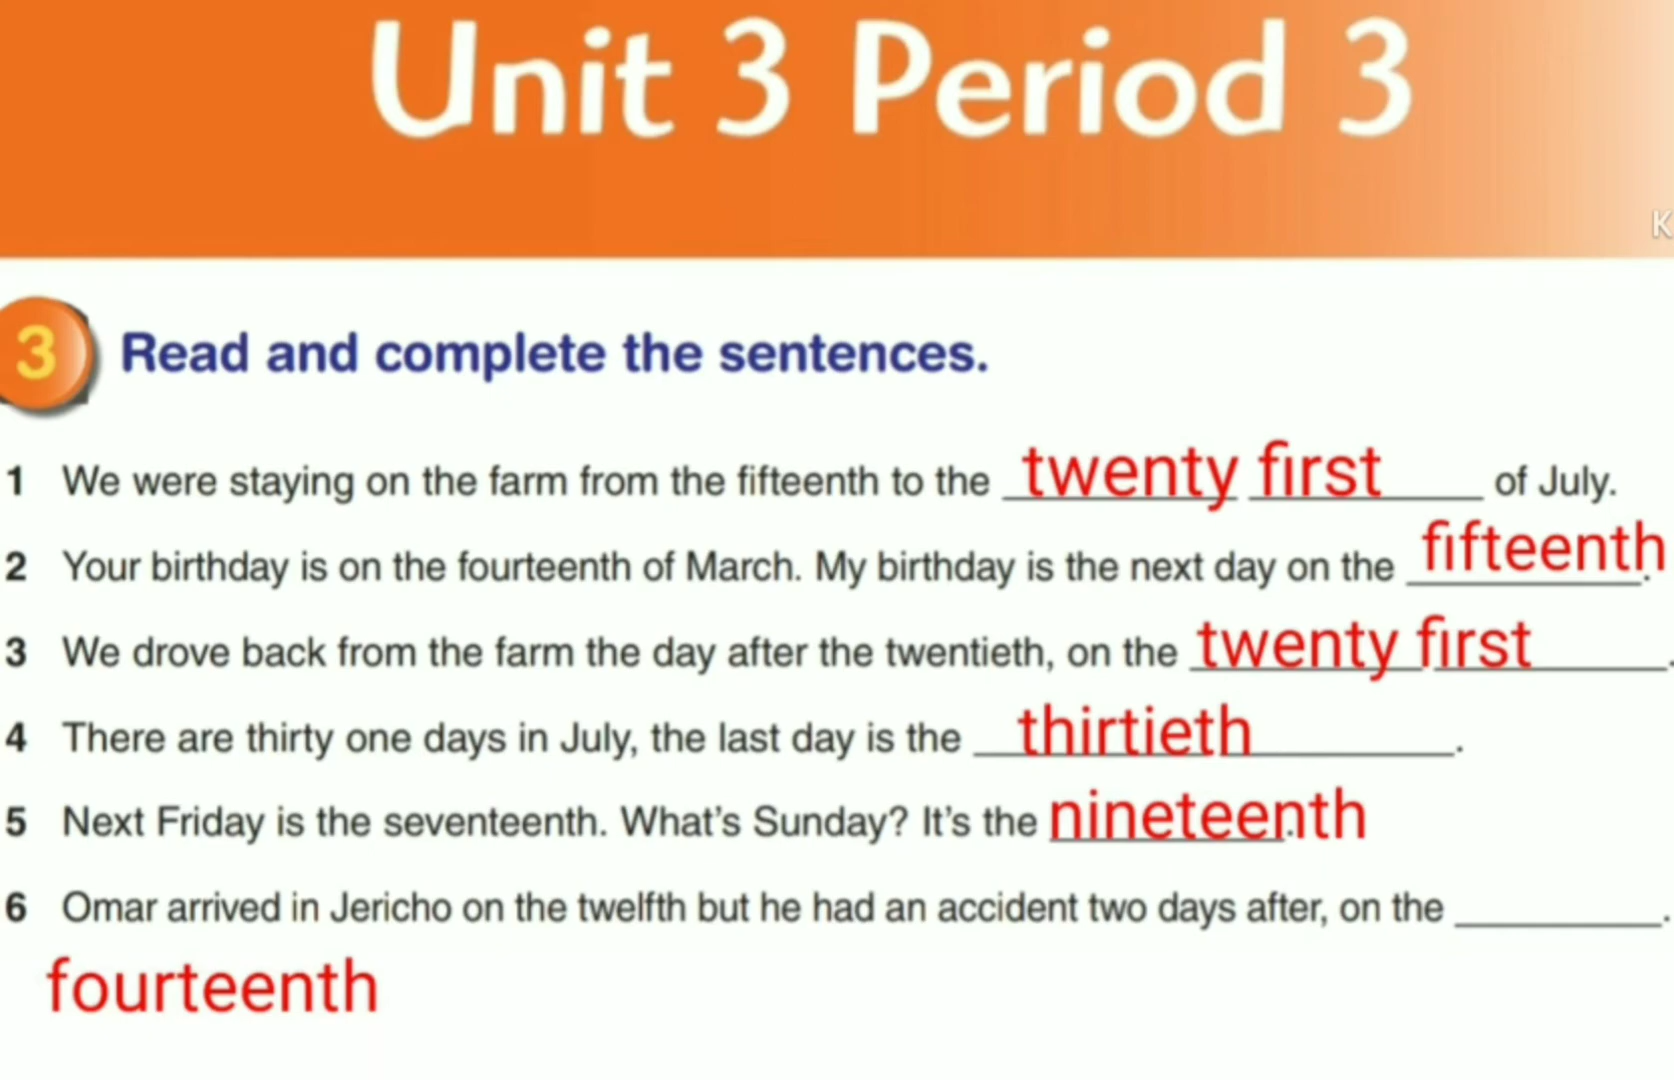 Unit 3 Period 3
K
3 Read and complete the sentences.
1 We were staying on the farm from the fifteenth to the twenty first of July.
2 Your birthday is on the fourteenth of March. My birthday is the next day on the fifteenth.
3 We drove back from the farm the day after the twentieth, on the twenty first.
4 There are thirty one days in July, the last day is the thirtieth.
5 Next Friday is the seventeenth. What's Sunday? It's the nineteenth.
6 Omar arrived in Jericho on the twelfth but he had an accident two days after, on the ________.
fourteenth